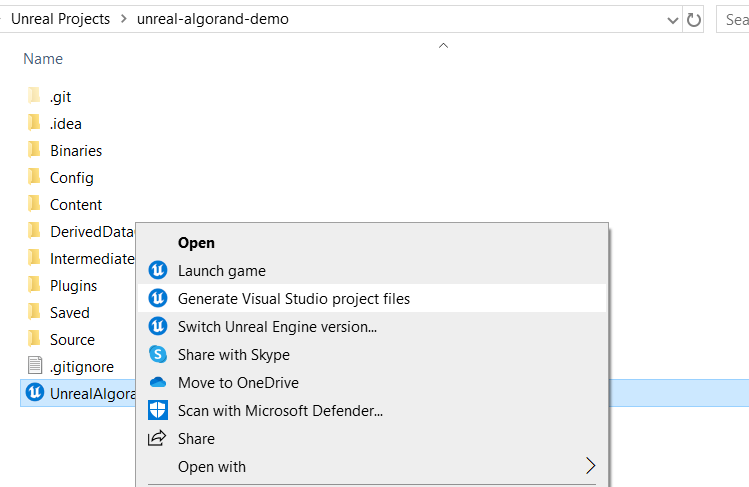 Unreal Projects > unreal-algorand-demo
Sea
Name
.git
.idea
Binaries
Config
Content
DerivedData
Intermediate
Plugins
Saved
Source
.gitignore
UnrealAlgora
Open
Launch game
Generate Visual Studio project files
Switch Unreal Engine version...
Share with Skype
Move to OneDrive
Scan with Microsoft Defender...
Share
Open with